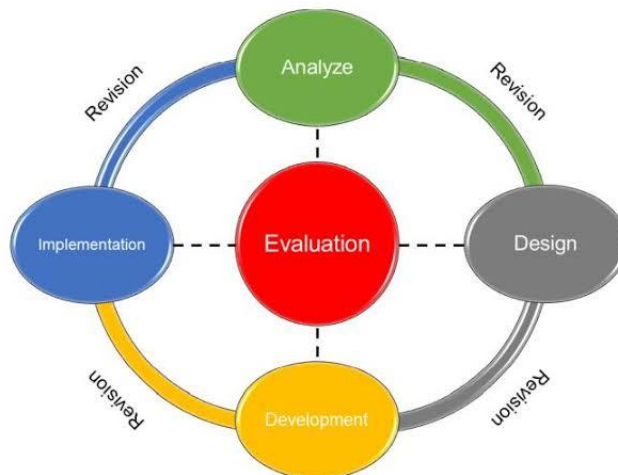 Analyze
Revision
Revision
Implementation
Evaluation
Design
Revision
Revision
Development